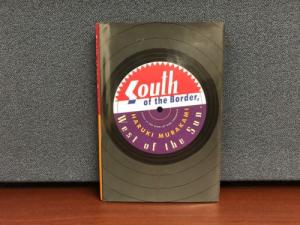 South
of the Border,
West of the Sun
HARUKI MURAKAMI